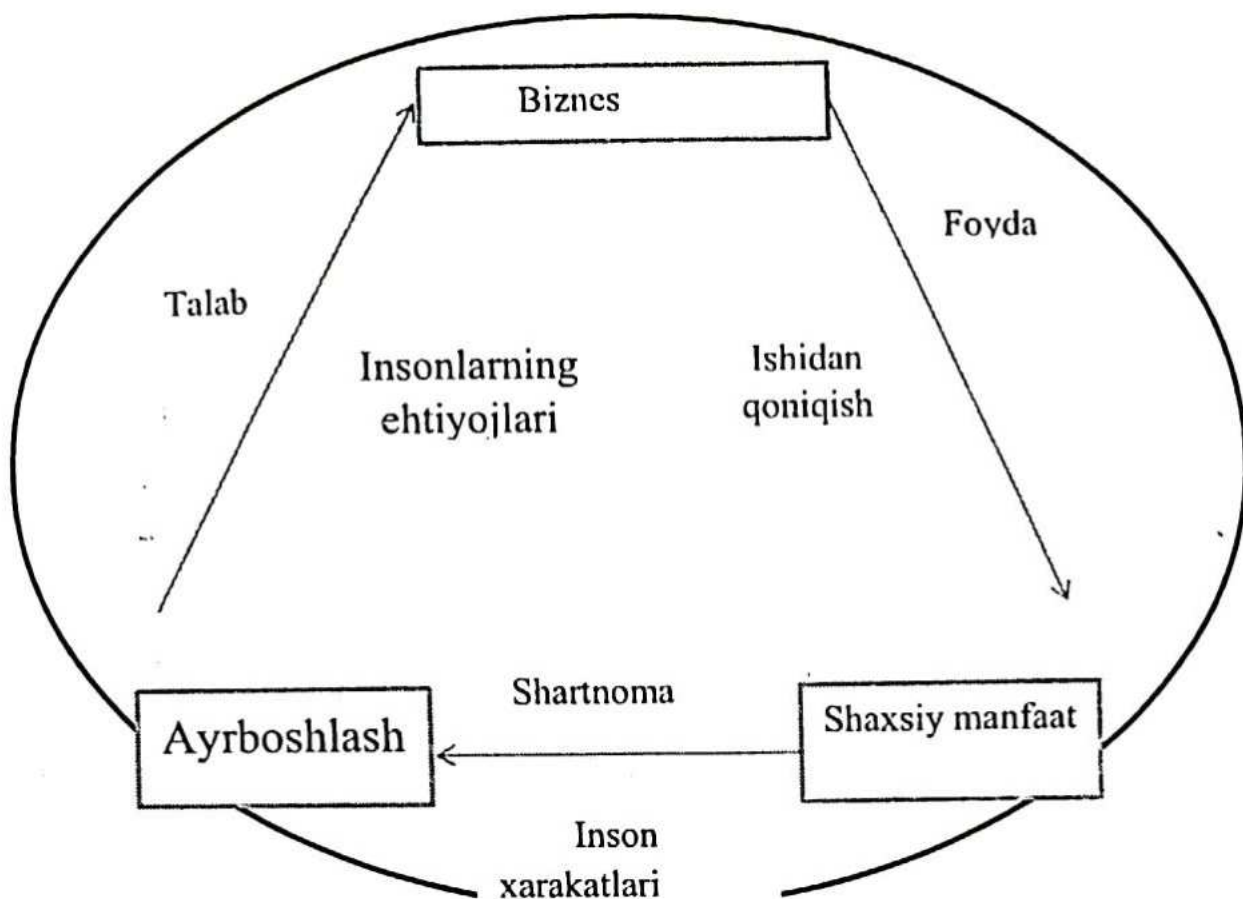 Biznes
Foyda
Talab
Insonlarning
ehtiyojlari
Ishidan
qoniqish
Shartnoma
Ayrboshlash
Shaxsiy manfaat
Inson
xarakatlari